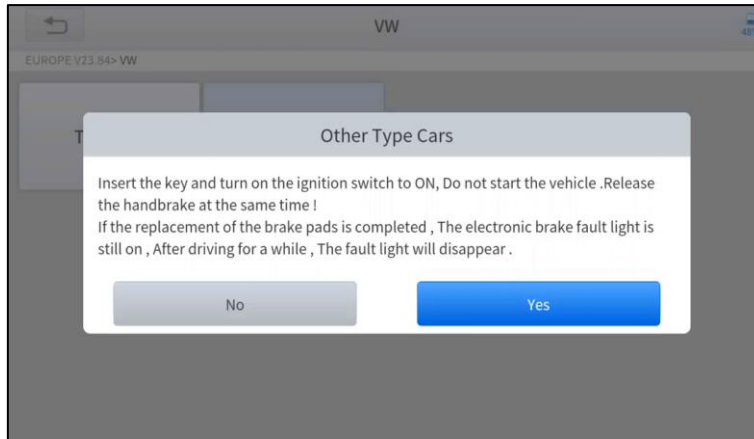 VW
48%
EUROPE V23.84> VW
T
Other Type Cars
Insert the key and turn on the ignition switch to ON, Do not start the vehicle .Release
the handbrake at the same time !
If the replacement of the brake pads is completed , The electronic brake fault light is
still on , After driving for a while , The fault light will disappear .
No
Yes